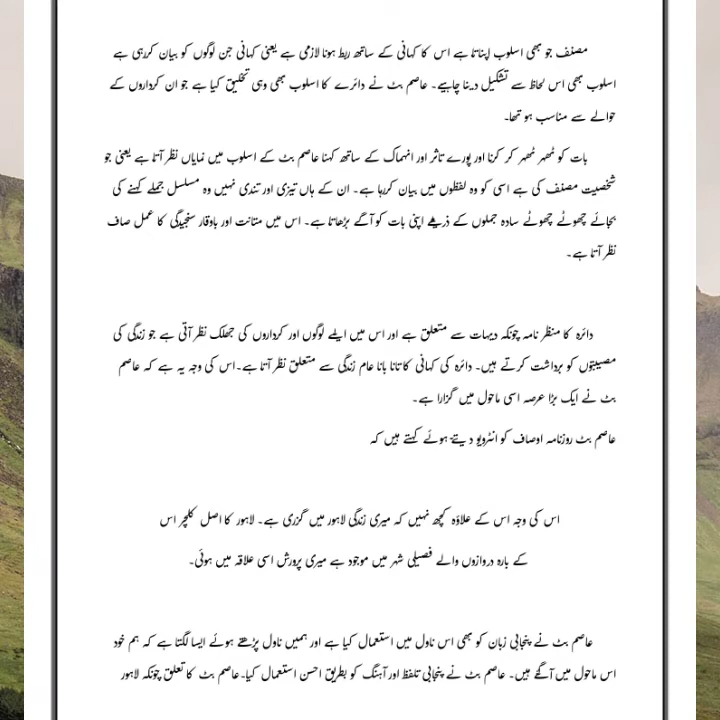 مصنف جو بھی اسلوب اپناتا ہے اس کا کہانی کے ساتھ ربط ہونا لازمی ہے یعنی کہانی جن لوگوں کو بیان کررہی ہے
اسلوب بھی اس لحاظ سے تشکیل دینا چاہیے۔ عاصم بٹ نے دائرے کا اسلوب بھی وہی تخلیق کیا ہے جو ان کرداروں کے
حوالے سے مناسب ہو تھا۔
بات کو ٹھہر ٹھہر کر کرنا اور پورے تاثر اور انہماک کے ساتھ کہنا عاصم بٹ کے اسلوب میں نمایاں نظر آتا ہے یعنی جو
شخصیت مصنف کی ہے اسی کو وہ لفظوں میں بیان کررہا ہے۔ ان کے ہاں تیزی اور تندی نہیں وہ مسلسل جملے کہنے کی
بجائے چھوٹے چھوٹے سادہ جملوں کے ذریعے اپنی بات کو آگے بڑھاتا ہے۔ اس میں متانت اور باوقار سنجیدگی کا عمل صاف
نظر آتا ہے۔
دائرہ کا منظر نامہ چونکہ دیہات سے متعلق ہے اور اس میں ایسے لوگوں اور کرداروں کی جھلک نظر آتی ہے جو زندگی کی
مصیبتوں کو برداشت کرتے ہیں۔ دائرہ کی کہانی کا تانا بانا عام زندگی سے متعلق نظر آتا ہے۔اس کی وجہ یہ ہے کہ عاصم
بٹ نے ایک بڑا عرصہ اسی ماحول میں گزارا ہے۔
عاصم بٹ روزنامہ اوصاف کو انٹرویو دیتے ہوئے کہتے ہیں کہ
اس کی وجہ اس کے علاوہ کچھ نہیں کہ میری زندگی لاہور میں گزری ہے۔ لاہور کا اصل کلچر اس
کے بارہ دروازوں والے فصیلی شہر میں موجود ہے میری پرورش اسی علاقہ میں ہوئی۔
عاصم بٹ نے پنجابی زبان کو بھی اس ناول میں استعمال کیا ہے اور ہمیں ناول پڑھتے ہوئے ایسا لگتا ہے کہ ہم خود
اس ماحول میں آگئے ہیں۔ عاصم بٹ نے پنجابی تلفظ اور آہنگ کو بطریق احسن استعمال کیا۔عاصم بٹ کا تعلق چونکہ لاہور